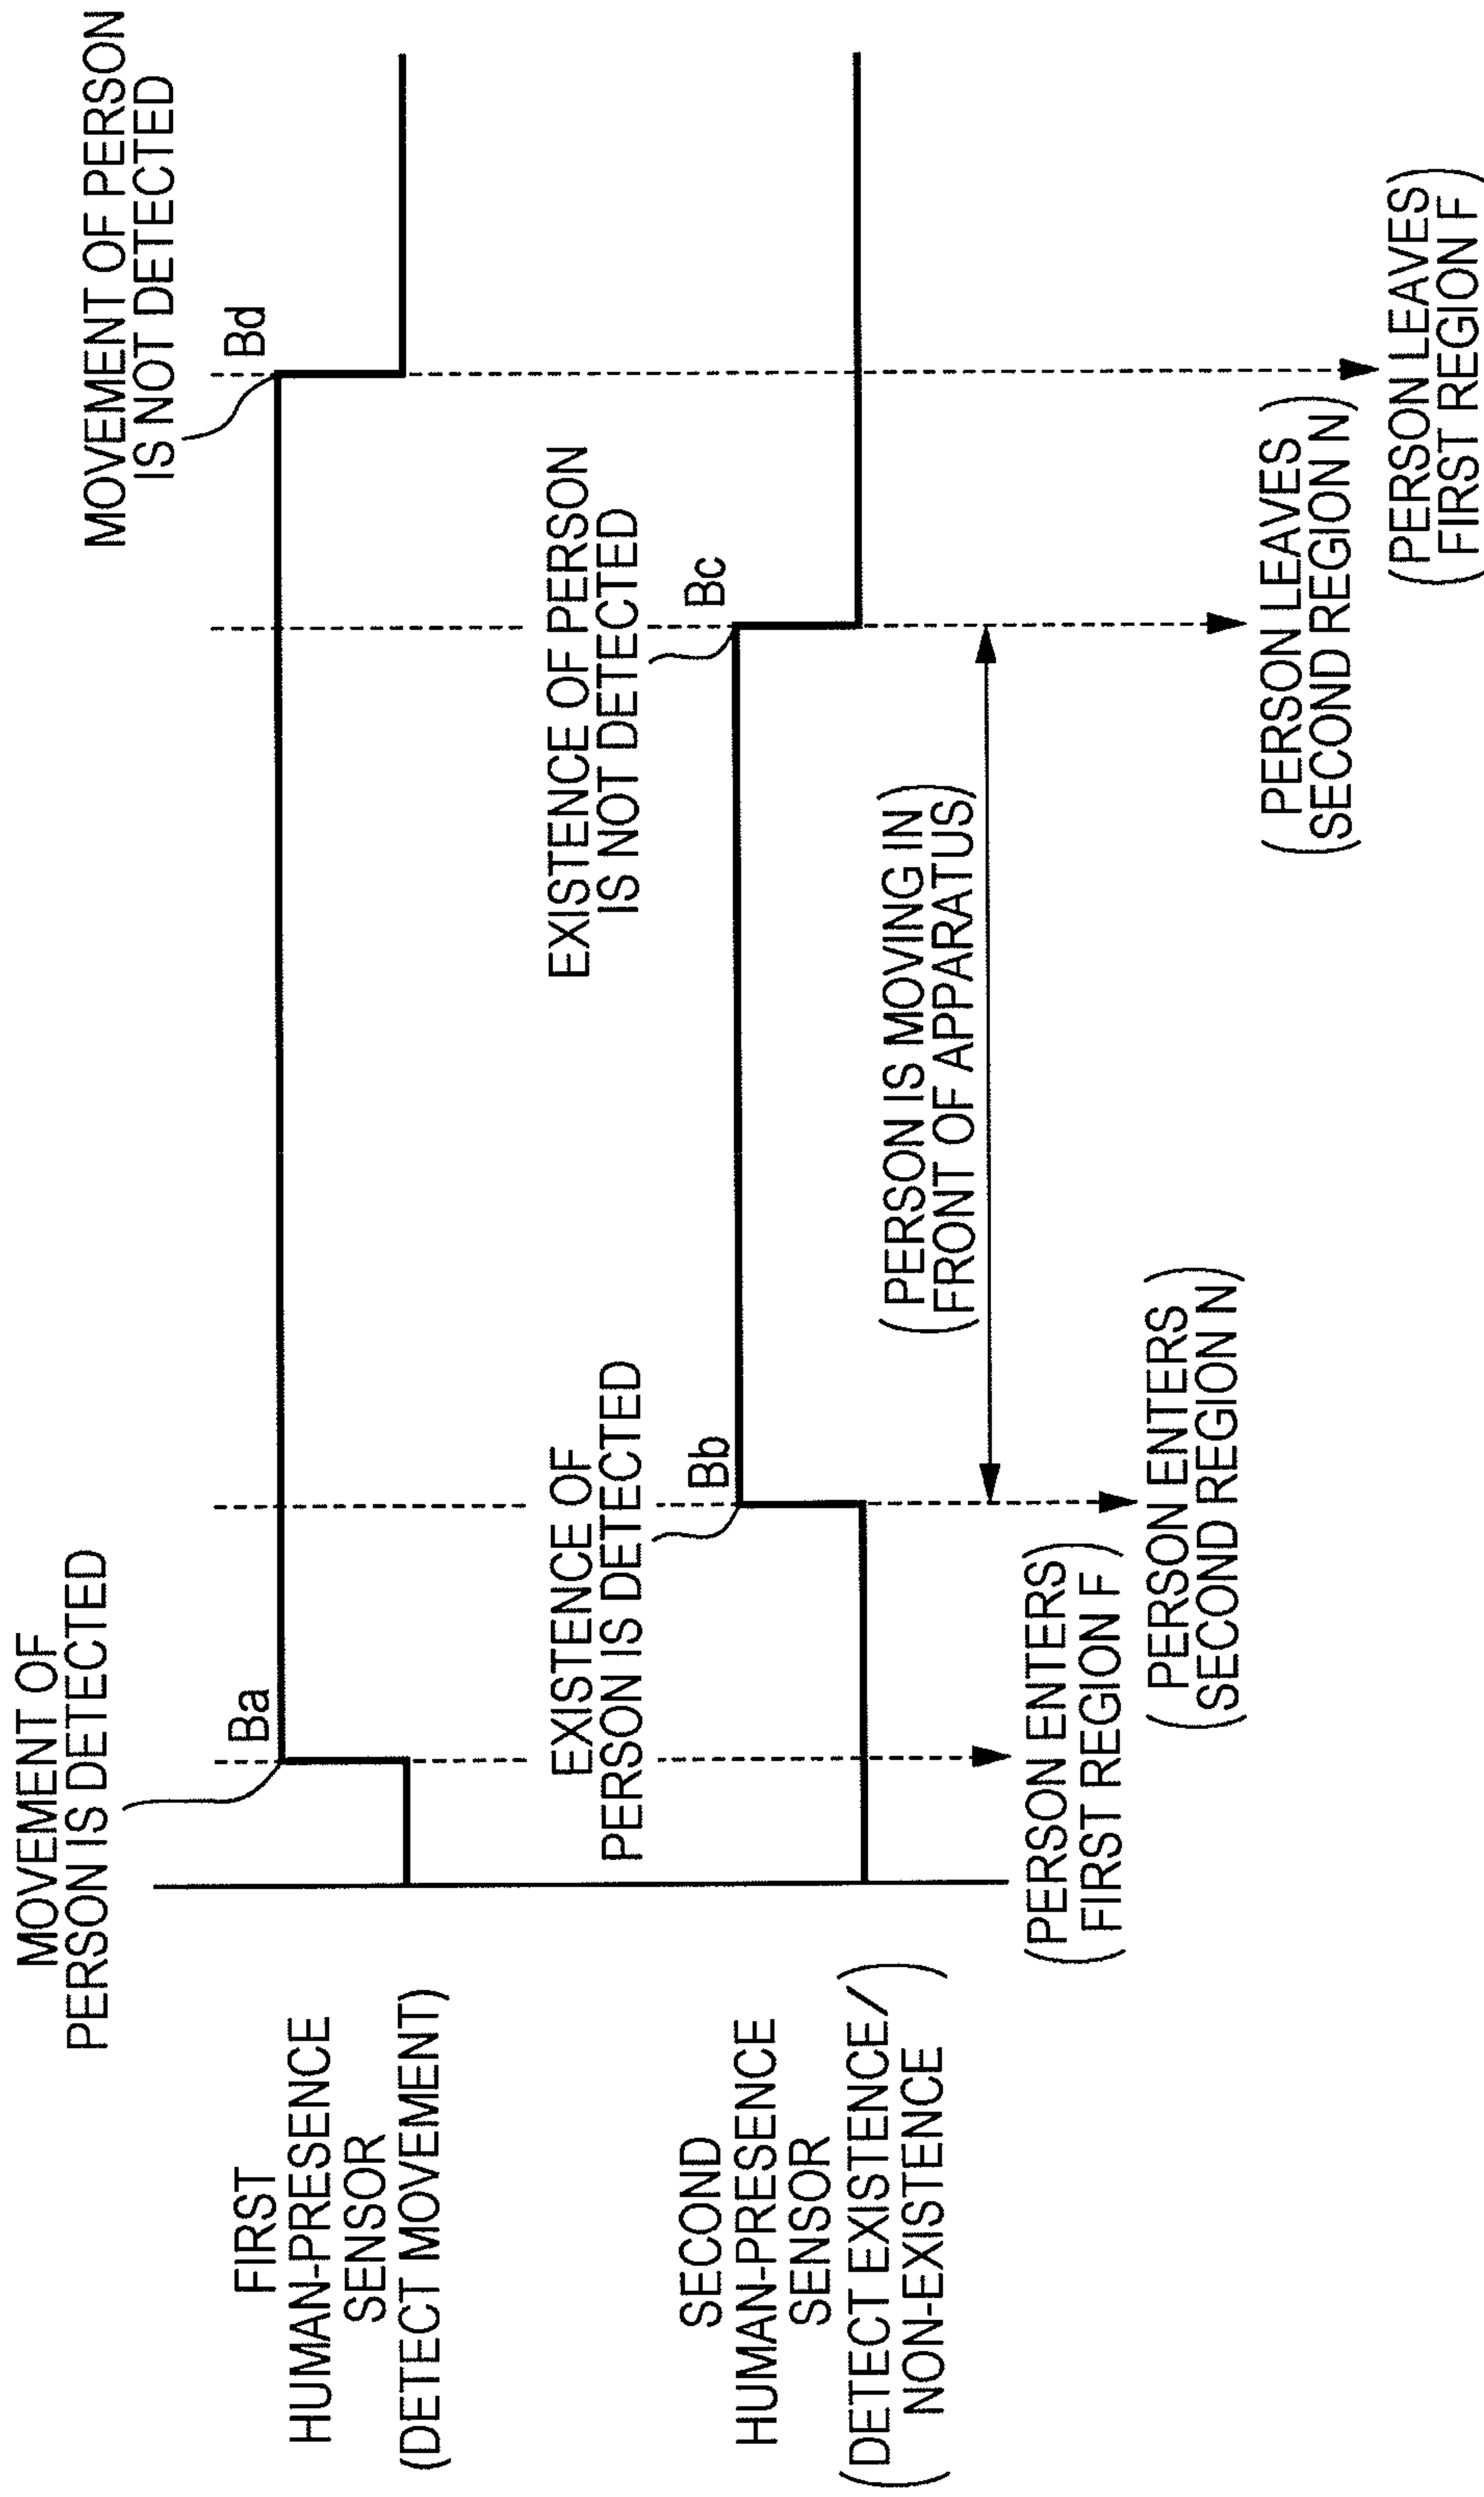 MOVEMENT OF
PERSON IS DETECTED
MOVEMENT OF PERSON
IS NOT DETECTED
Ba
Bd
FIRST
HUMAN-PRESENCE
SENSOR
(DETECT MOVEMENT)
EXISTENCE OF
PERSON IS DETECTED
EXISTENCE OF PERSON
IS NOT DETECTED
Bb
Bc
SECOND
HUMAN-PRESENCE
SENSOR
(DETECT EXISTENCE/
NON-EXISTENCE)
(PERSON IS MOVING IN
FRONT OF APPARATUS)
(PERSON ENTERS
FIRST REGION F)
(PERSON ENTERS
SECOND REGION N)
(PERSON LEAVES
SECOND REGION N)
(PERSON LEAVES
FIRST REGION F)